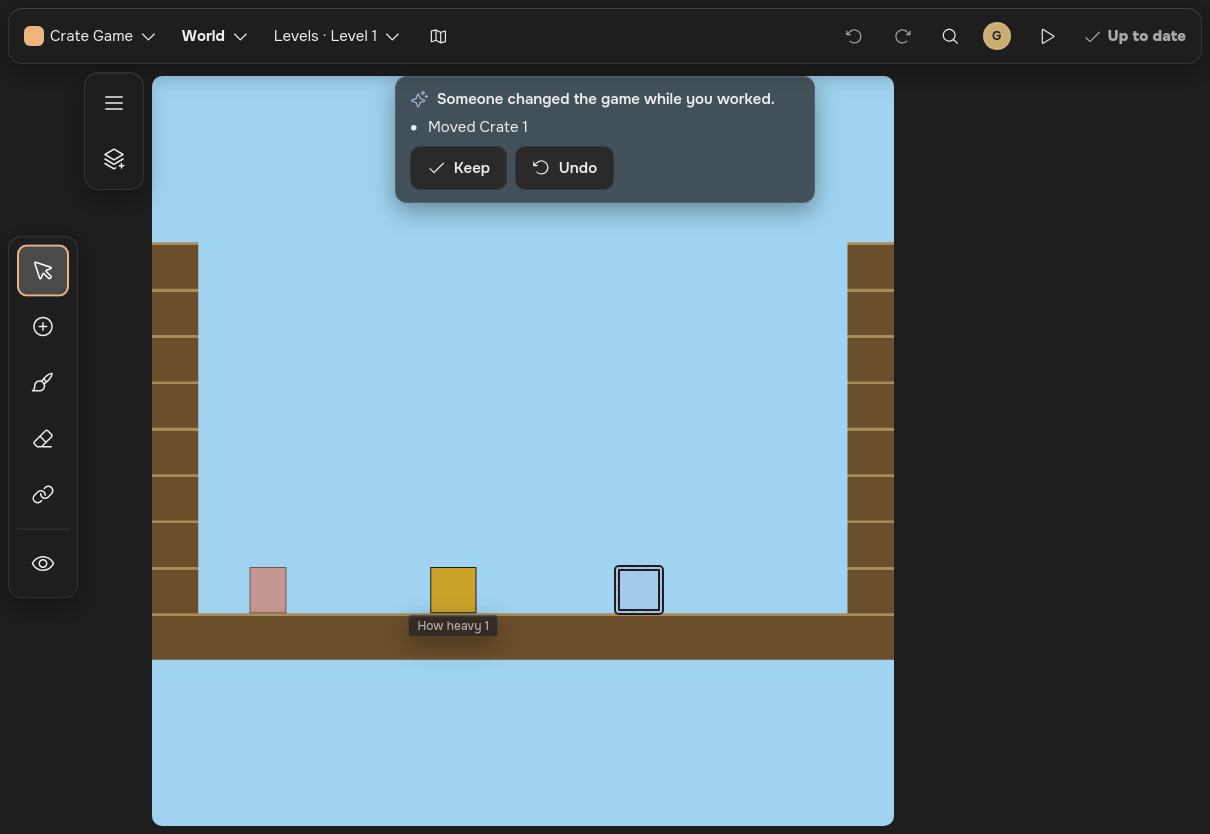 Crate Game
World
Levels · Level 1
G
Up to date
Someone changed the game while you worked.
• Moved Crate 1
Keep
Undo
How heavy 1